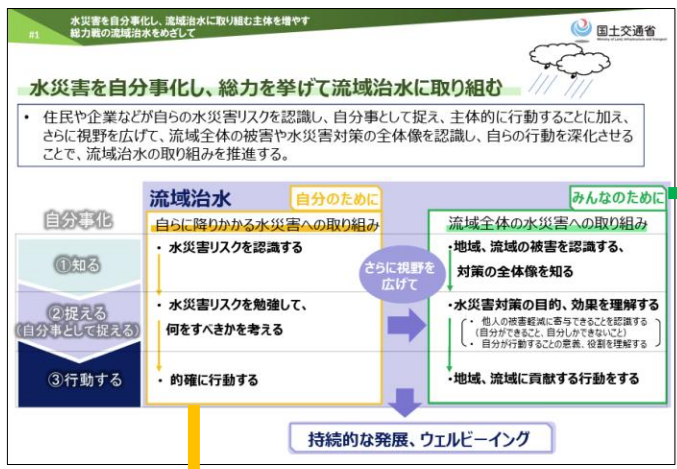 #1
水災害を自分事化し、流域治水に取り組む主体を増やす
総力戦の流域治水をめざして
国土交通省
Ministry of Land, Infrastructure, Transport and Tourism
水災害を自分事化し、総力を挙げて流域治水に取り組む
• 住民や企業などが自らの水災害リスクを認識し、自分事として捉え、主体的に行動することに加え、
さらに視野を広げて、流域全体の被害や水災害対策の全体像を認識し、自らの行動を深化させる
ことで、流域治水の取り組みを推進する。
流域治水
自分のために
みんなのために
自分事化
自らに降りかかる水災害への取り組み
流域全体の水災害への取り組み
①知る
・ 水災害リスクを認識する
さらに視野を
広げて
・地域、流域の被害を認識する、
対策の全体像を知る
②捉える
(自分事として捉える)
・ 水災害リスクを勉強して、
何をすべきかを考える
・水災害対策の目的、効果を理解する
・ 他人の被害軽減に寄与できることを認識する
(自分ができること、自分しかできないこと)
・ 自分が行動することの意義、役割を理解する
③行動する
・ 的確に行動する
・地域、流域に貢献する行動をする
持続的な発展、ウェルビーイング